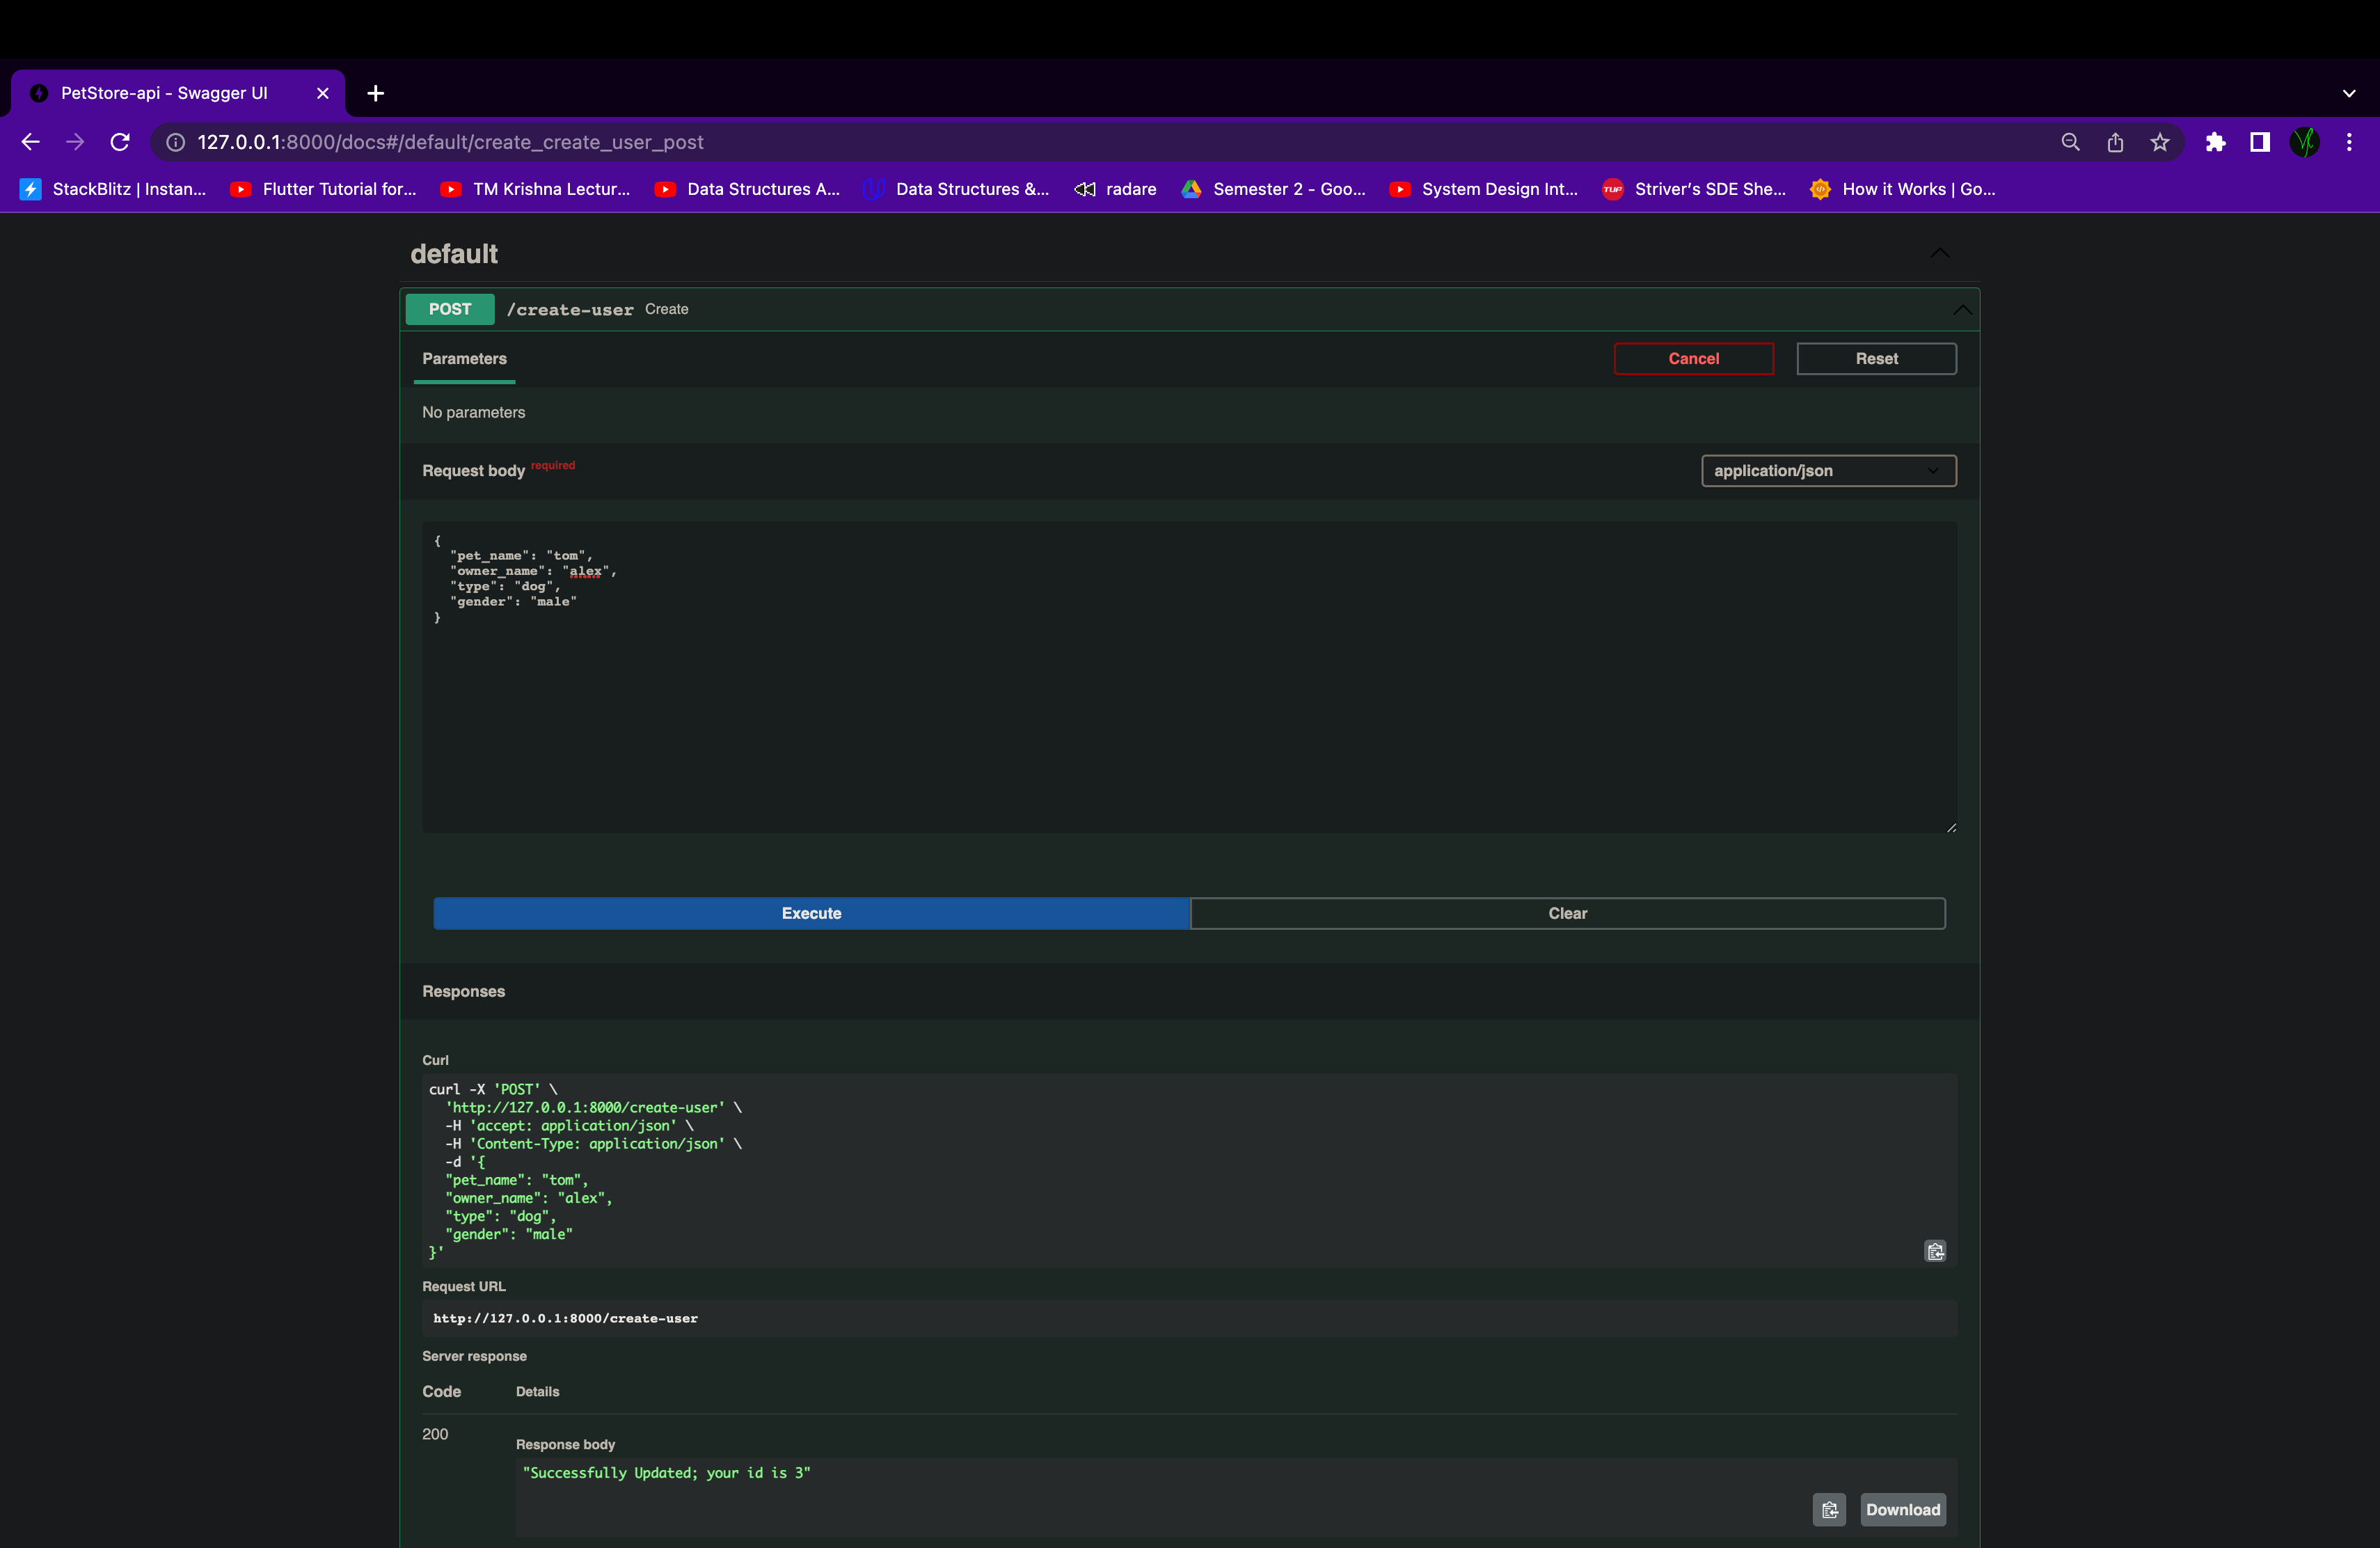 PetStore-api - Swagger UI
127.0.0.1:8000/docs#/default/create_create_user_post
StackBlitz | Instan... Flutter Tutorial for... TM Krishna Lectur... Data Structures A... Data Structures &... radare Semester 2 - Goo... System Design Int... TUF Striver's SDE She... How it Works | Go...
default
POST /create-user Create
Parameters Cancel Reset
No parameters
Request body required application/json
{
  "pet_name": "tom",
  "owner_name": "alex",
  "type": "dog",
  "gender": "male"
}
Execute Clear
Responses
Curl
curl -X 'POST' \
  'http://127.0.0.1:8000/create-user' \
  -H 'accept: application/json' \
  -H 'Content-Type: application/json' \
  -d '{
  "pet_name": "tom",
  "owner_name": "alex",
  "type": "dog",
  "gender": "male"
}'
Request URL
http://127.0.0.1:8000/create-user
Server response
Code Details
200
Response body
"Successfully Updated; your id is 3"
Download